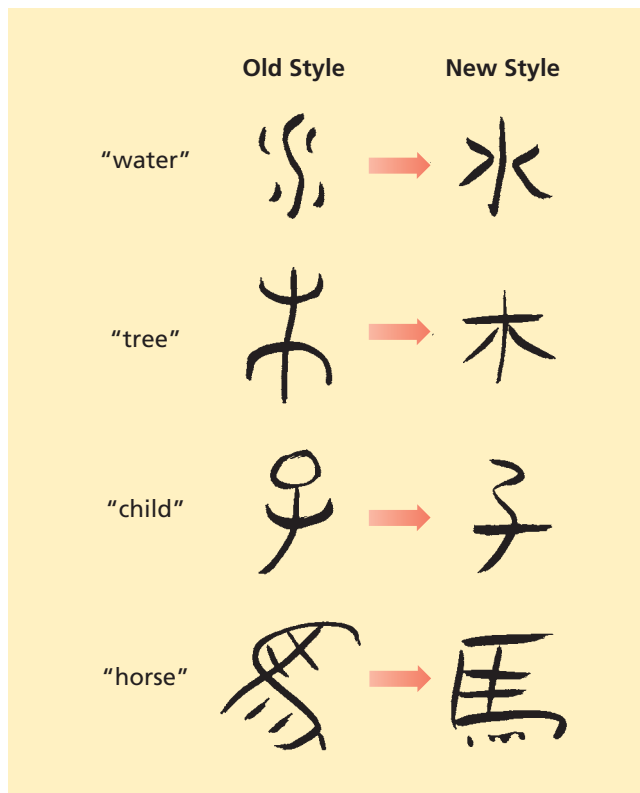 Old Style New Style
“water” 水
“tree” 木
“child” 子
“horse” 馬